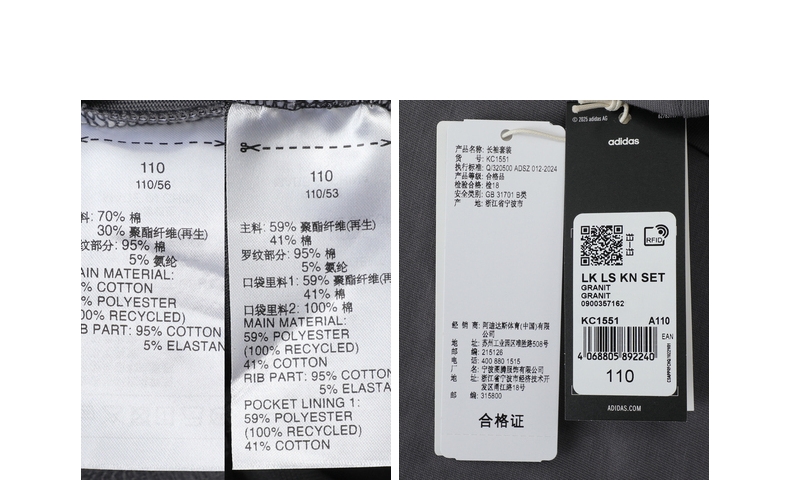 110
110/56
料: 70% 棉
30% 聚酯纤维(再生)
纹部分: 95% 棉
5% 氨纶
AIN MATERIAL:
% COTTON
% POLYESTER
00% RECYCLED)
B PART: 95% COTTON
5% ELASTAN
110
110/53
主料: 59% 聚酯纤维(再生)
41% 棉
罗纹部分: 95% 棉
5% 氨纶
口袋里料1: 59% 聚酯纤维(再
41% 棉
口袋里料2: 100% 棉
MAIN MATERIAL:
59% POLYESTER
(100% RECYCLED)
41% COTTON
RIB PART: 95% COTTON
5% ELASTA
POCKET LINING 1:
59% POLYESTER
(100% RECYCLED)
41% COTTON
产品名称: 长袖套装
货 号: KC1551
执行标准: Q/320500 ADSZ 012-2024
产品等级: 合格品
检验合格: 检18
安全类别: GB 31701 B类
产 地: 浙江省宁波市
经 销 商: 阿迪达斯体育(中国)有限
公司
地 址: 苏州工业园区唯胜路508号
邮 编: 215126
电 话: 400 880 1515
厂 名: 宁波
服饰有限公司
地 址: 浙江省宁波市经济技术开
发区
路18号
邮 编: 315800
合格证
© 2025 adidas AG
adidas
RFID
LK LS KN SET
GRANIT
GRANIT
0900357162
KC1551 A110
EAN
4 068805 892240
110
ADIDAS.COM